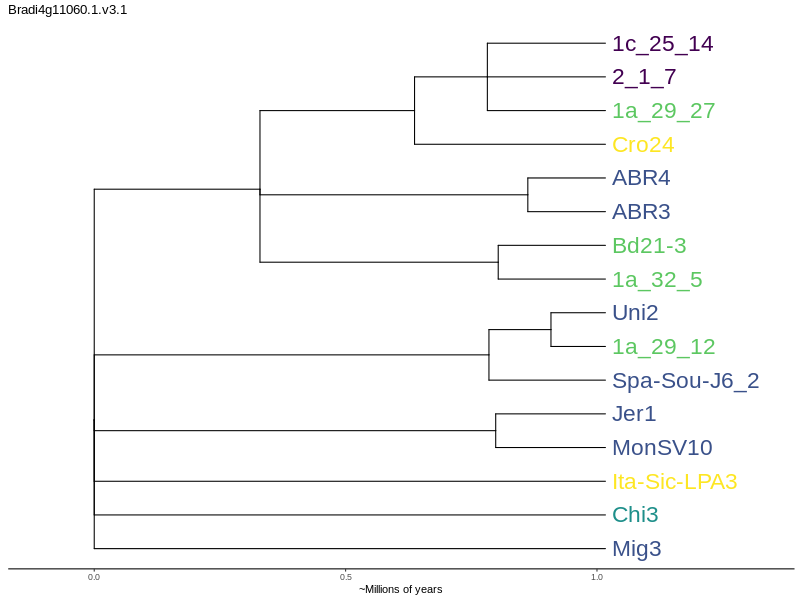 Bradi4g11060.1.v3.1
1c_25_14
2_1_7
1a_29_27
Cro24
ABR4
ABR3
Bd21-3
1a_32_5
Uni2
1a_29_12
Spa-Sou-J6_2
Jer1
MonSV10
Ita-Sic-LPA3
Chi3
Mig3
0.0 0.5 1.0
~Millions of years